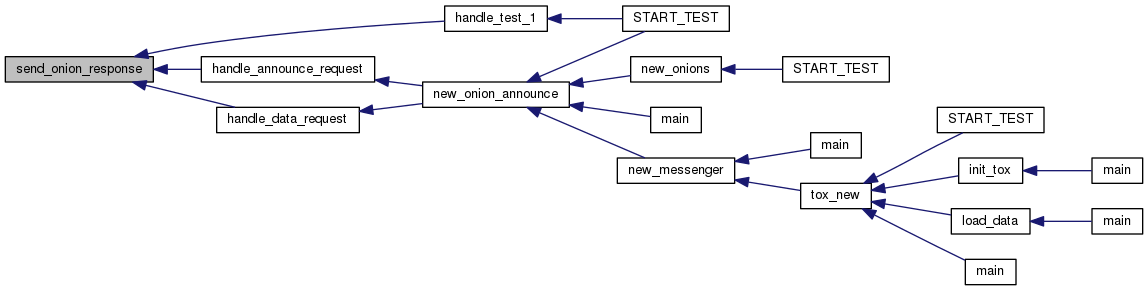 send_onion_response
handle_test_1
START_TEST
handle_announce_request
new_onion_announce
new_onions
START_TEST
handle_data_request
main
new_messenger
main
tox_new
START_TEST
init_tox
main
load_data
main
main